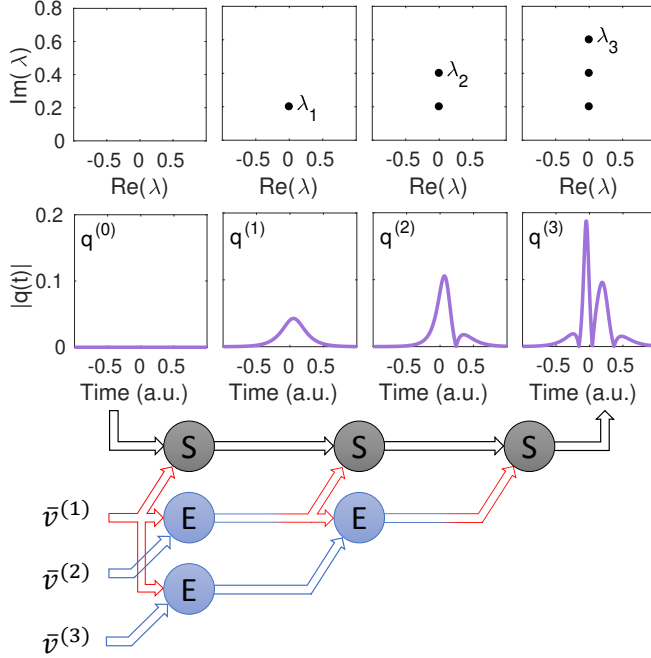 0.8
0.6
0.4
0.2
0
Im( λ)
-0.5 0 0.5
Re( λ)
λ1
-0.5 0 0.5
Re( λ)
λ2
-0.5 0 0.5
Re( λ)
λ3
-0.5 0 0.5
Re( λ)
0.2
0.1
0
|q(t)|
q(0)
-0.5 0 0.5
Time (a.u.)
q(1)
-0.5 0 0.5
Time (a.u.)
q(2)
-0.5 0 0.5
Time (a.u.)
q(3)
-0.5 0 0.5
Time (a.u.)
S S S
v̄(1)
E E
v̄(2)
E
v̄(3)